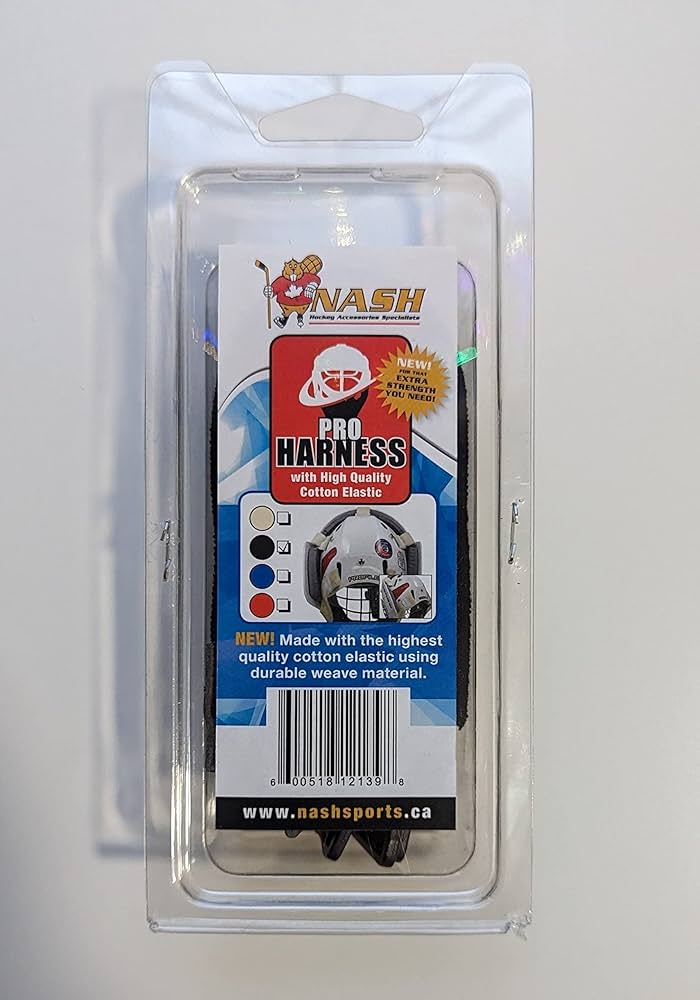 NASH
Hockey Accessories Specialists
NEW!
FOR THAT
EXTRA
STRENGTH
YOU NEED!
PRO
HARNESS
with High Quality
Cotton Elastic
NEW! Made with the highest
quality cotton elastic using
durable weave material.
6 00518 12139 8
www.nashsports.ca